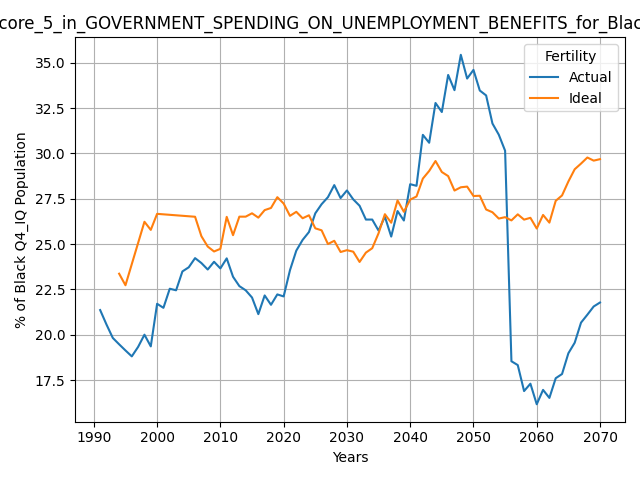 core_5_in_GOVERNMENT_SPENDING_ON_UNEMPLOYMENT_BENEFITS_for_Blac
Fertility
Actual
Ideal
% of Black Q4_IQ Population
35.0
32.5
30.0
27.5
25.0
22.5
20.0
17.5
1990 2000 2010 2020 2030 2040 2050 2060 2070
Years